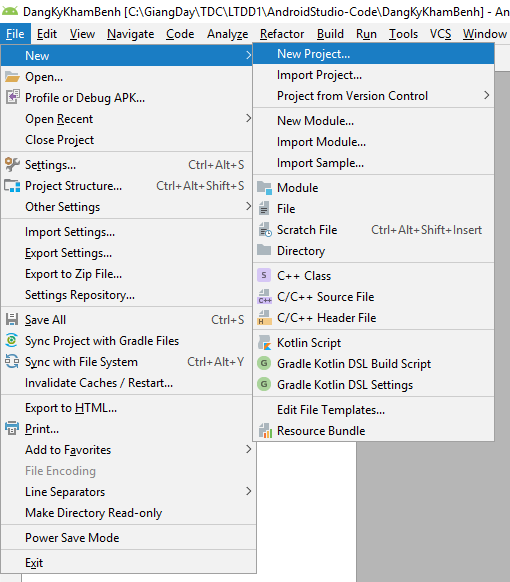 DangKyKhamBenh [C:\GiangDay\TDC\LTDD1\AndroidStudio-Code\DangKyKhamBenh] - An
File Edit View Navigate Code Analyze Refactor Build Run Tools VCS Window
New
Open...
Profile or Debug APK...
Open Recent
Close Project
Settings... Ctrl+Alt+S
Project Structure... Ctrl+Alt+Shift+S
Other Settings
Import Settings...
Export Settings...
Export to Zip File...
Settings Repository...
Save All Ctrl+S
Sync Project with Gradle Files
Sync with File System Ctrl+Alt+Y
Invalidate Caches / Restart...
Export to HTML...
Print...
Add to Favorites
File Encoding
Line Separators
Make Directory Read-only
Power Save Mode
Exit
New Project...
Import Project...
Project from Version Control
New Module...
Import Module...
Import Sample...
Module
File
Scratch File Ctrl+Alt+Shift+Insert
Directory
S C++ Class
C++ C/C++ Source File
H C/C++ Header File
Kotlin Script
G Gradle Kotlin DSL Build Script
G Gradle Kotlin DSL Settings
Edit File Templates...
Resource Bundle